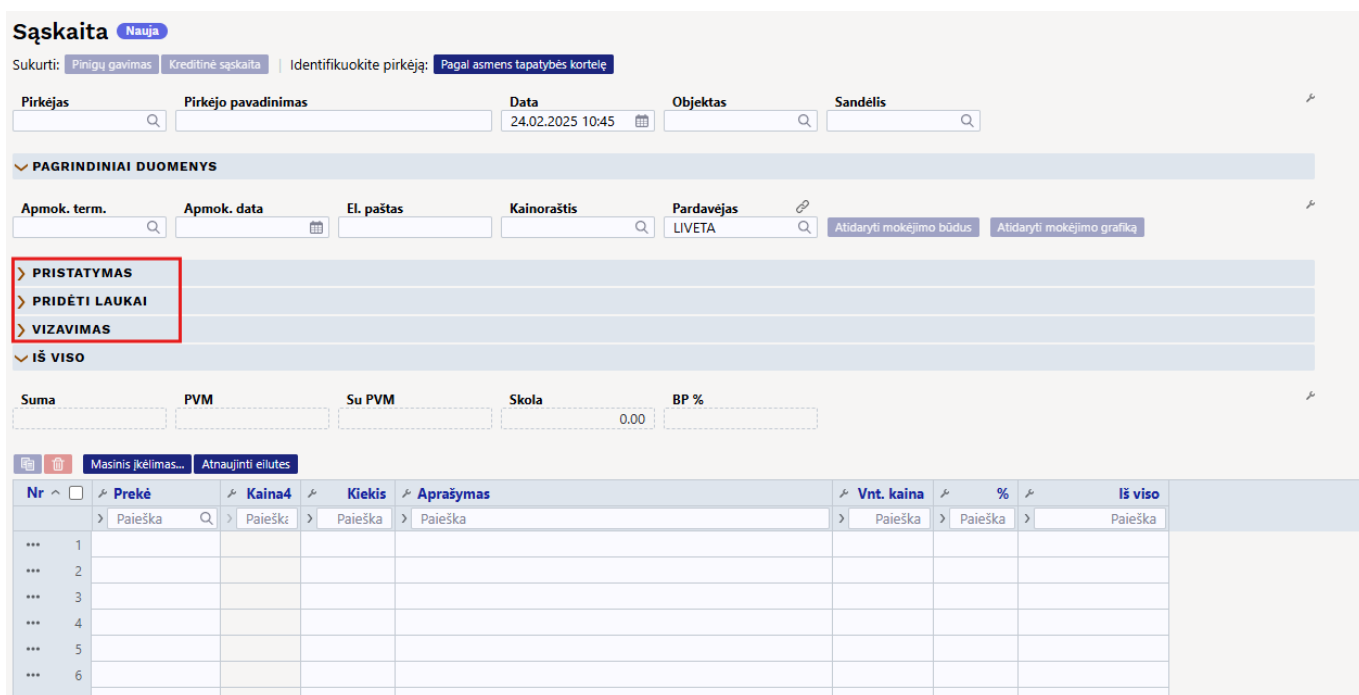 Sąskaita Nauja
Sukurti: Pinigų gavimas Kreditinė sąskaita | Identifikuokite pirkėją: Pagal asmens tapatybės kortelę
Pirkėjas Pirkėjo pavadinimas Data Objektas Sandėlis
24.02.2025 10:45
PAGRINDINIAI DUOMENYS
Apmok. term. Apmok. data El. paštas Kainoraštis Pardavėjas
LIVETA Atidaryti mokėjimo būdus Atidaryti mokėjimo grafiką
PRISTATYMAS
PRIDĖTI LAUKAI
VIZAVIMAS
IŠ VISO
Suma PVM Su PVM Skola BP %
0.00
Masinis įkėlimas... Atnaujinti eilutes
Nr Prekė Kaina4 Kiekis Aprašymas Vnt. kaina % Iš viso
Paieška Paieška Paieška Paieška Paieška Paieška Paieška
1
2
3
4
5
6